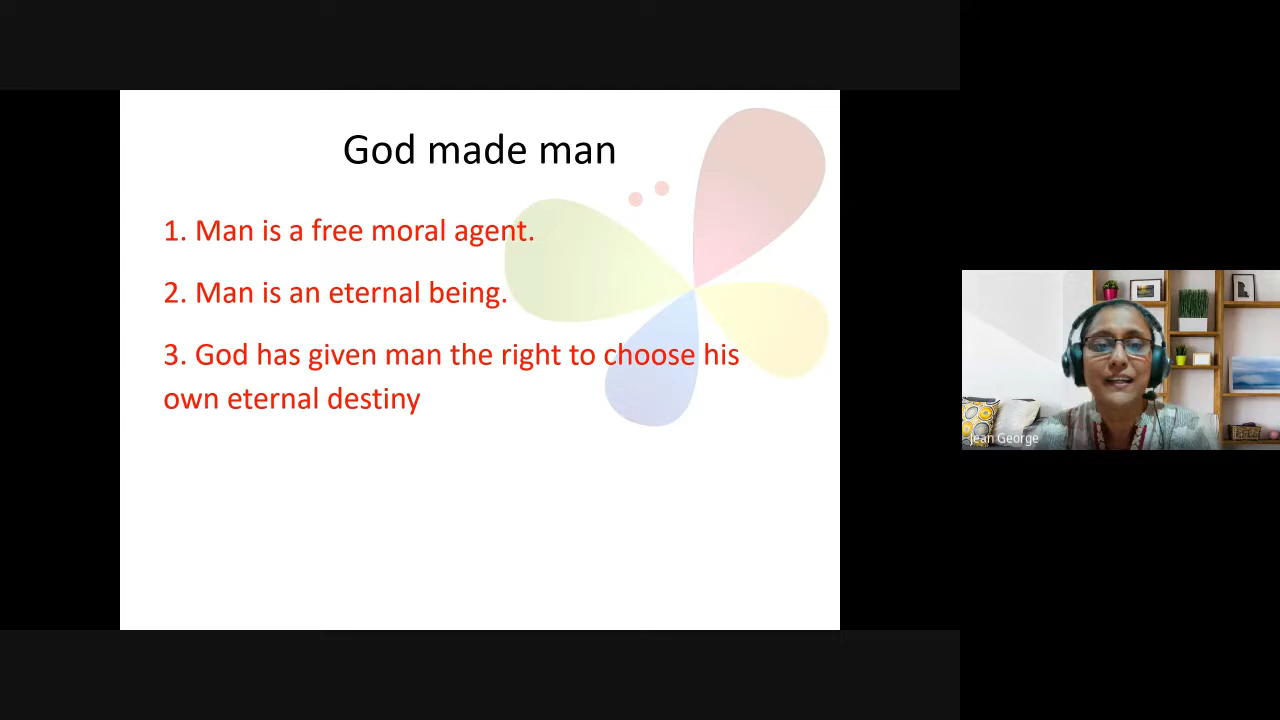 God made man
1. Man is a free moral agent.
2. Man is an eternal being.
3. God has given man the right to choose his
own eternal destiny
Jean George